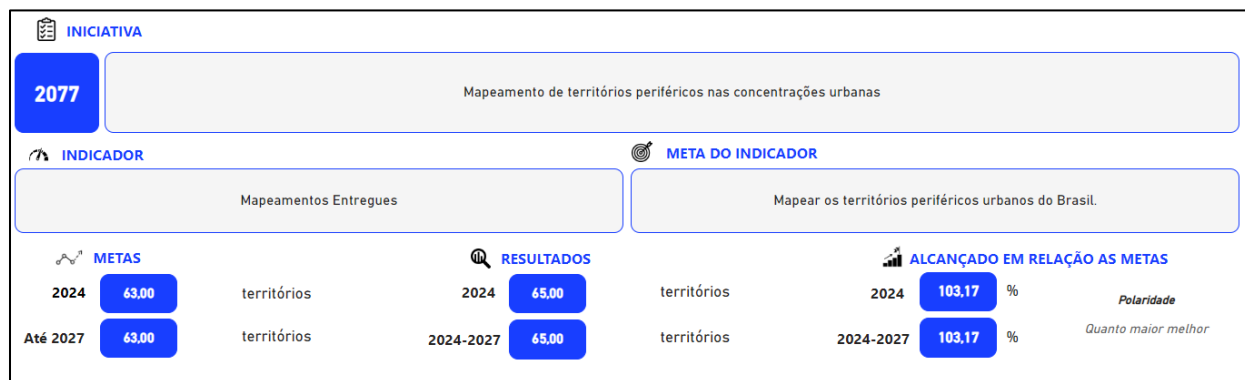 INICIATIVA
2077
Mapeamento de territórios periféricos nas concentrações urbanas
INDICADOR
META DO INDICADOR
Mapeamentos Entregues
Mapear os territórios periféricos urbanos do Brasil.
METAS
RESULTADOS
ALCANÇADO EM RELAÇÃO AS METAS
2024 63,00 territórios 2024 65,00 territórios 2024 103,17 %
Polaridade
Até 2027 63,00 territórios 2024-2027 65,00 territórios 2024-2027 103,17 %
Quanto maior melhor